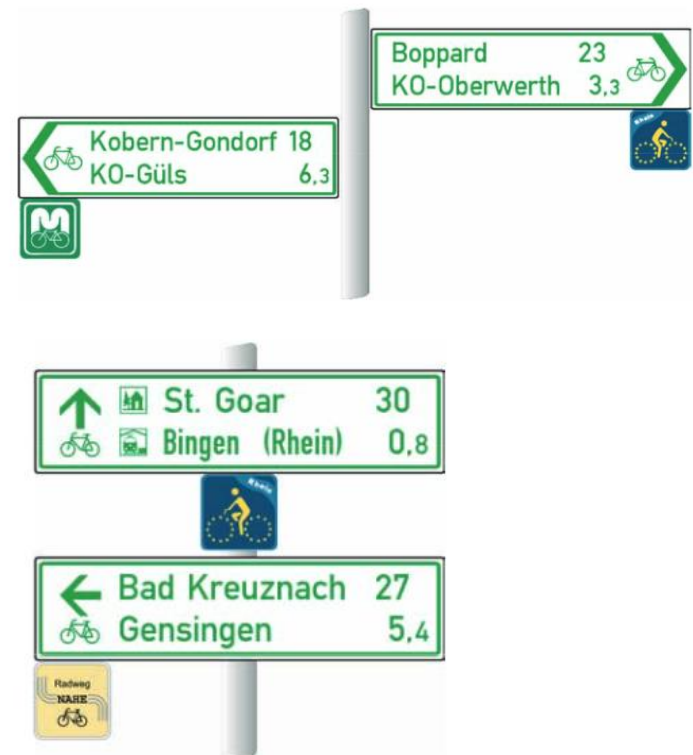 Boppard 23
KO-Oberwerth 3,3
Rhein
Kobern-Gondorf 18
KO-Güls 6,3
M
St. Goar 30
Bingen (Rhein) 0,8
Rhein
Bad Kreuznach 27
Gensingen 5,4
Radweg
NAHE